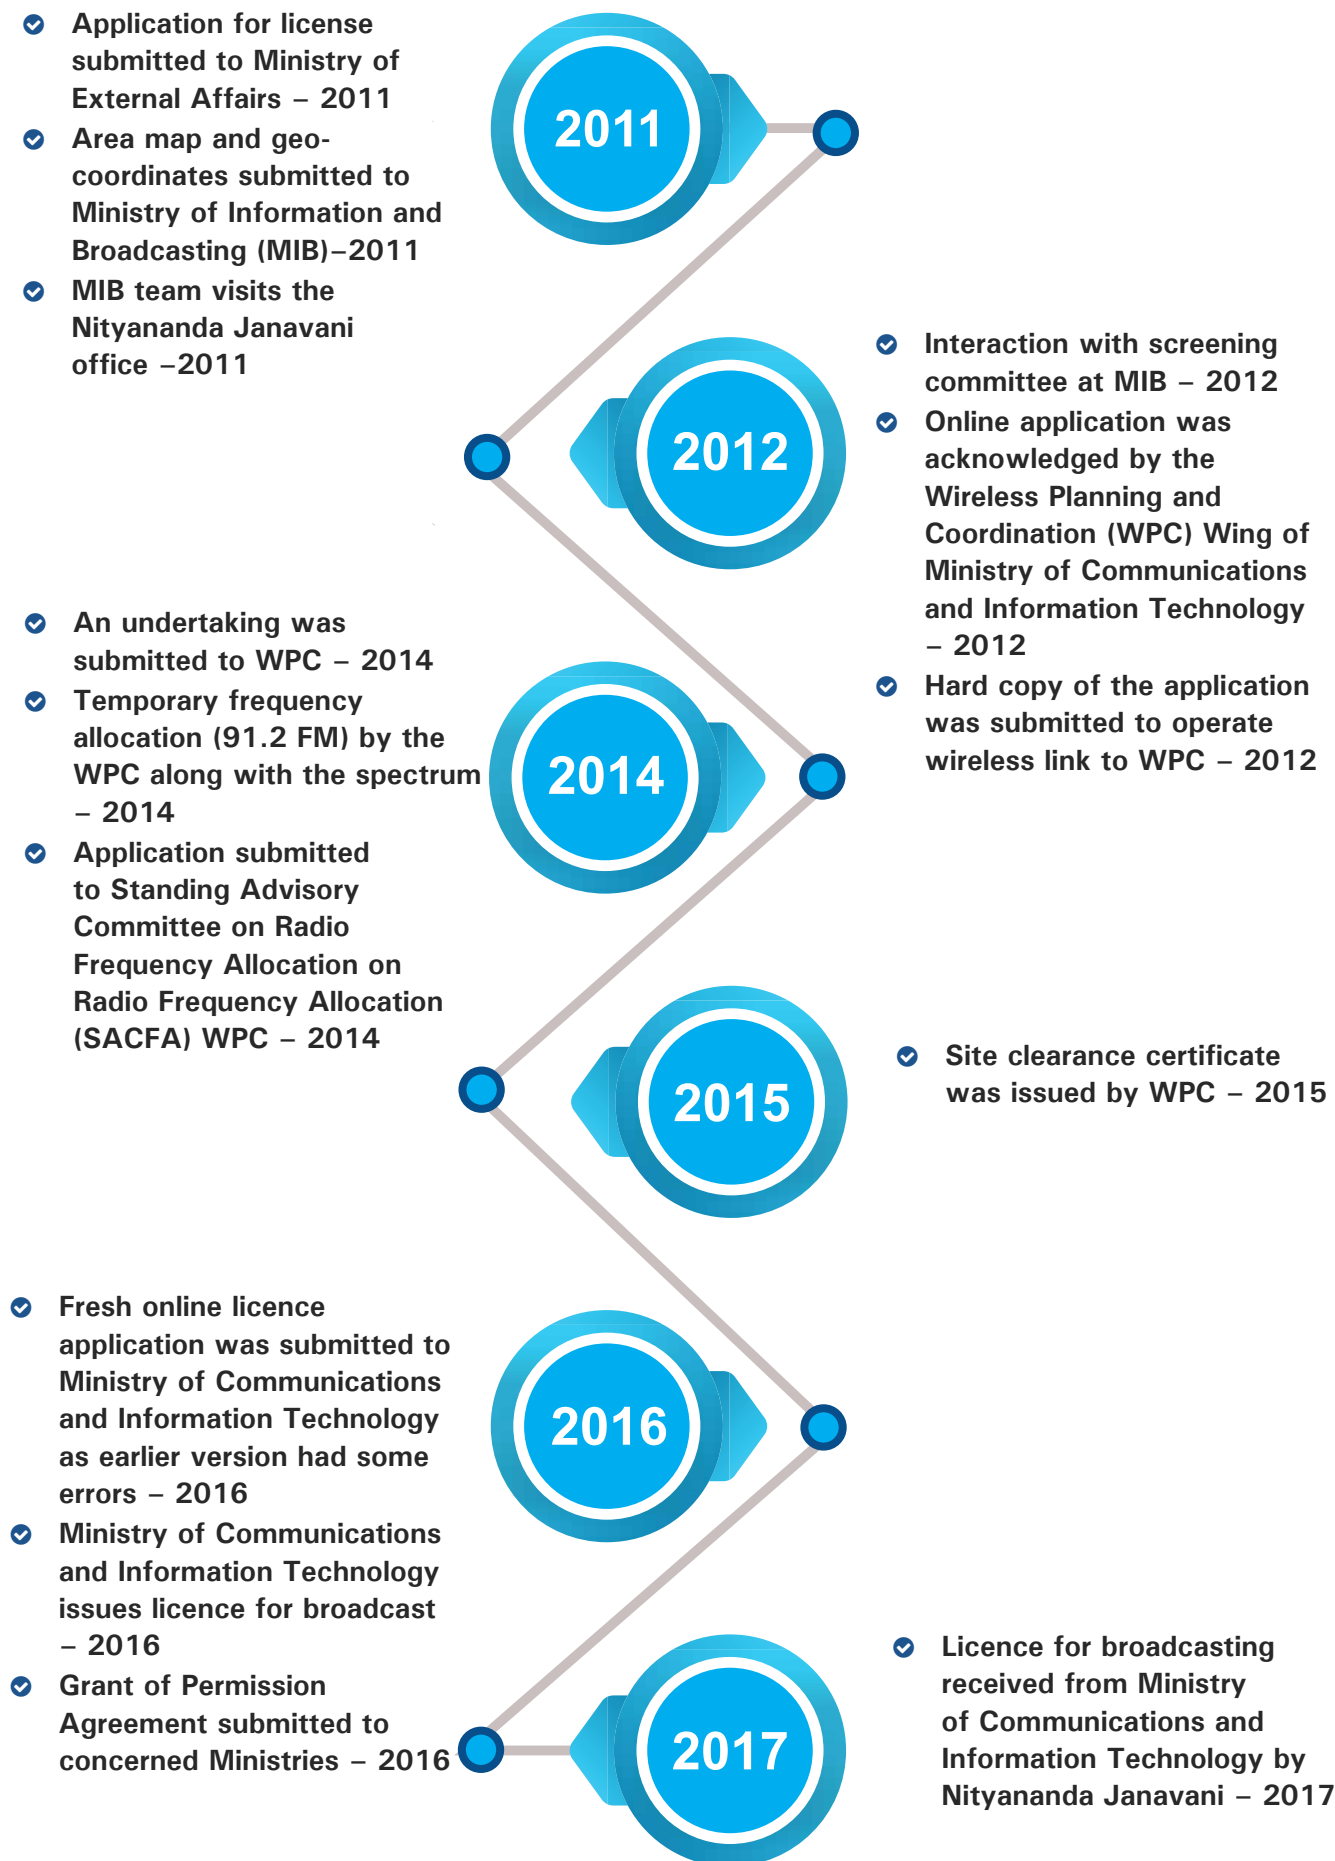 Application for license
submitted to Ministry of
External Affairs – 2011
Area map and geo-
coordinates submitted to
Ministry of Information and
Broadcasting (MIB)–2011
MIB team visits the
Nityananda Janavani
office –2011
2011
Interaction with screening
committee at MIB – 2012
Online application was
acknowledged by the
Wireless Planning and
Coordination (WPC) Wing of
Ministry of Communications
and Information Technology
– 2012
Hard copy of the application
was submitted to operate
wireless link to WPC – 2012
2012
An undertaking was
submitted to WPC – 2014
Temporary frequency
allocation (91.2 FM) by the
WPC along with the spectrum
– 2014
Application submitted
to Standing Advisory
Committee on Radio
Frequency Allocation on
Radio Frequency Allocation
(SACFA) WPC – 2014
2014
Site clearance certificate
was issued by WPC – 2015
2015
Fresh online licence
application was submitted to
Ministry of Communications
and Information Technology
as earlier version had some
errors – 2016
Ministry of Communications
and Information Technology
issues licence for broadcast
– 2016
Grant of Permission
Agreement submitted to
concerned Ministries – 2016
2016
Licence for broadcasting
received from Ministry
of Communications and
Information Technology by
Nityananda Janavani – 2017
2017